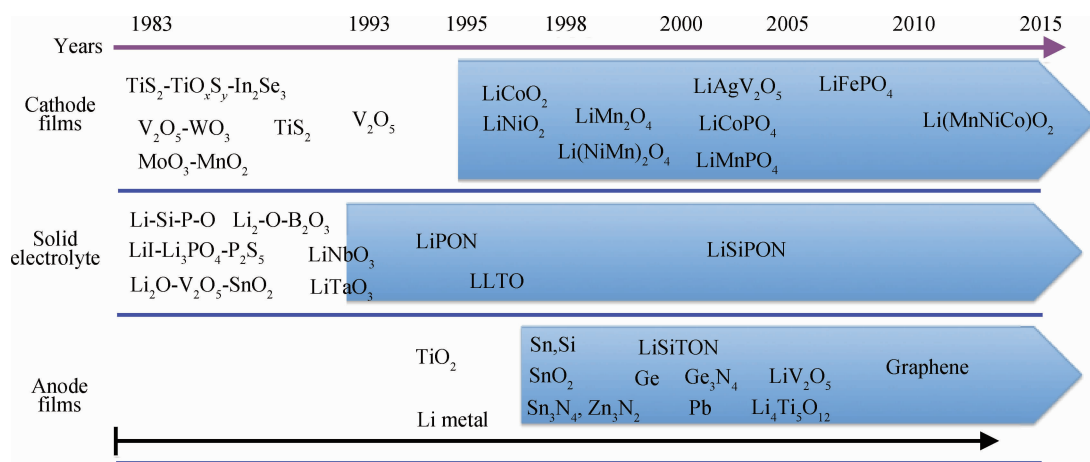 1983 1993 1995 1998 2000 2005 2010 2015
Years
Cathode films
TiS₂-TiOₓSᵧ-In₂Se₃
V₂O₅-WO₃ TiS₂ V₂O₅
MoO₃-MnO₂
LiCoO₂ LiAgV₂O₅ LiFePO₄
LiNiO₂ LiMn₂O₄ LiCoPO₄ Li(MnNiCo)O₂
Li(NiMn)₂O₄ LiMnPO₄
Solid electrolyte
Li-Si-P-O Li₂-O-B₂O₃
LiI-Li₃PO₄-P₂S₅ LiNbO₃
Li₂O-V₂O₅-SnO₂ LiTaO₃
LiPON LiSiPON
LLTO
Anode films
TiO₂
Li metal
Sn,Si LiSiTON
SnO₂ Ge Ge₃N₄ LiV₂O₅ Graphene
Sn₃N₄, Zn₃N₂ Pb Li₄Ti₅O₁₂